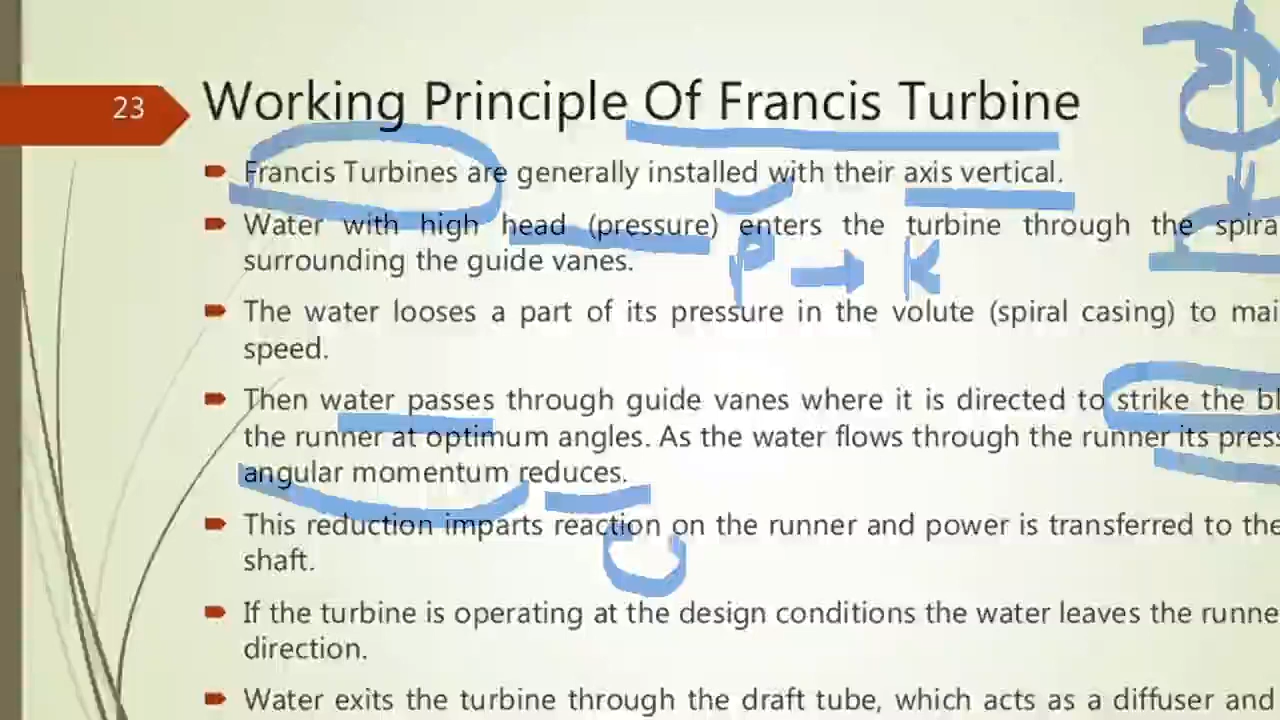 23
Working Principle Of Francis Turbine
Francis Turbines are generally installed with their axis vertical.
Water with high head (pressure) enters the turbine through the spira
surrounding the guide vanes.
P → K
The water looses a part of its pressure in the volute (spiral casing) to mai
speed.
Then water passes through guide vanes where it is directed to strike the bl
the runner at optimum angles. As the water flows through the runner its press
angular momentum reduces.
This reduction imparts reaction on the runner and power is transferred to the
shaft.
If the turbine is operating at the design conditions the water leaves the runne
direction.
Water exits the turbine through the draft tube, which acts as a diffuser and